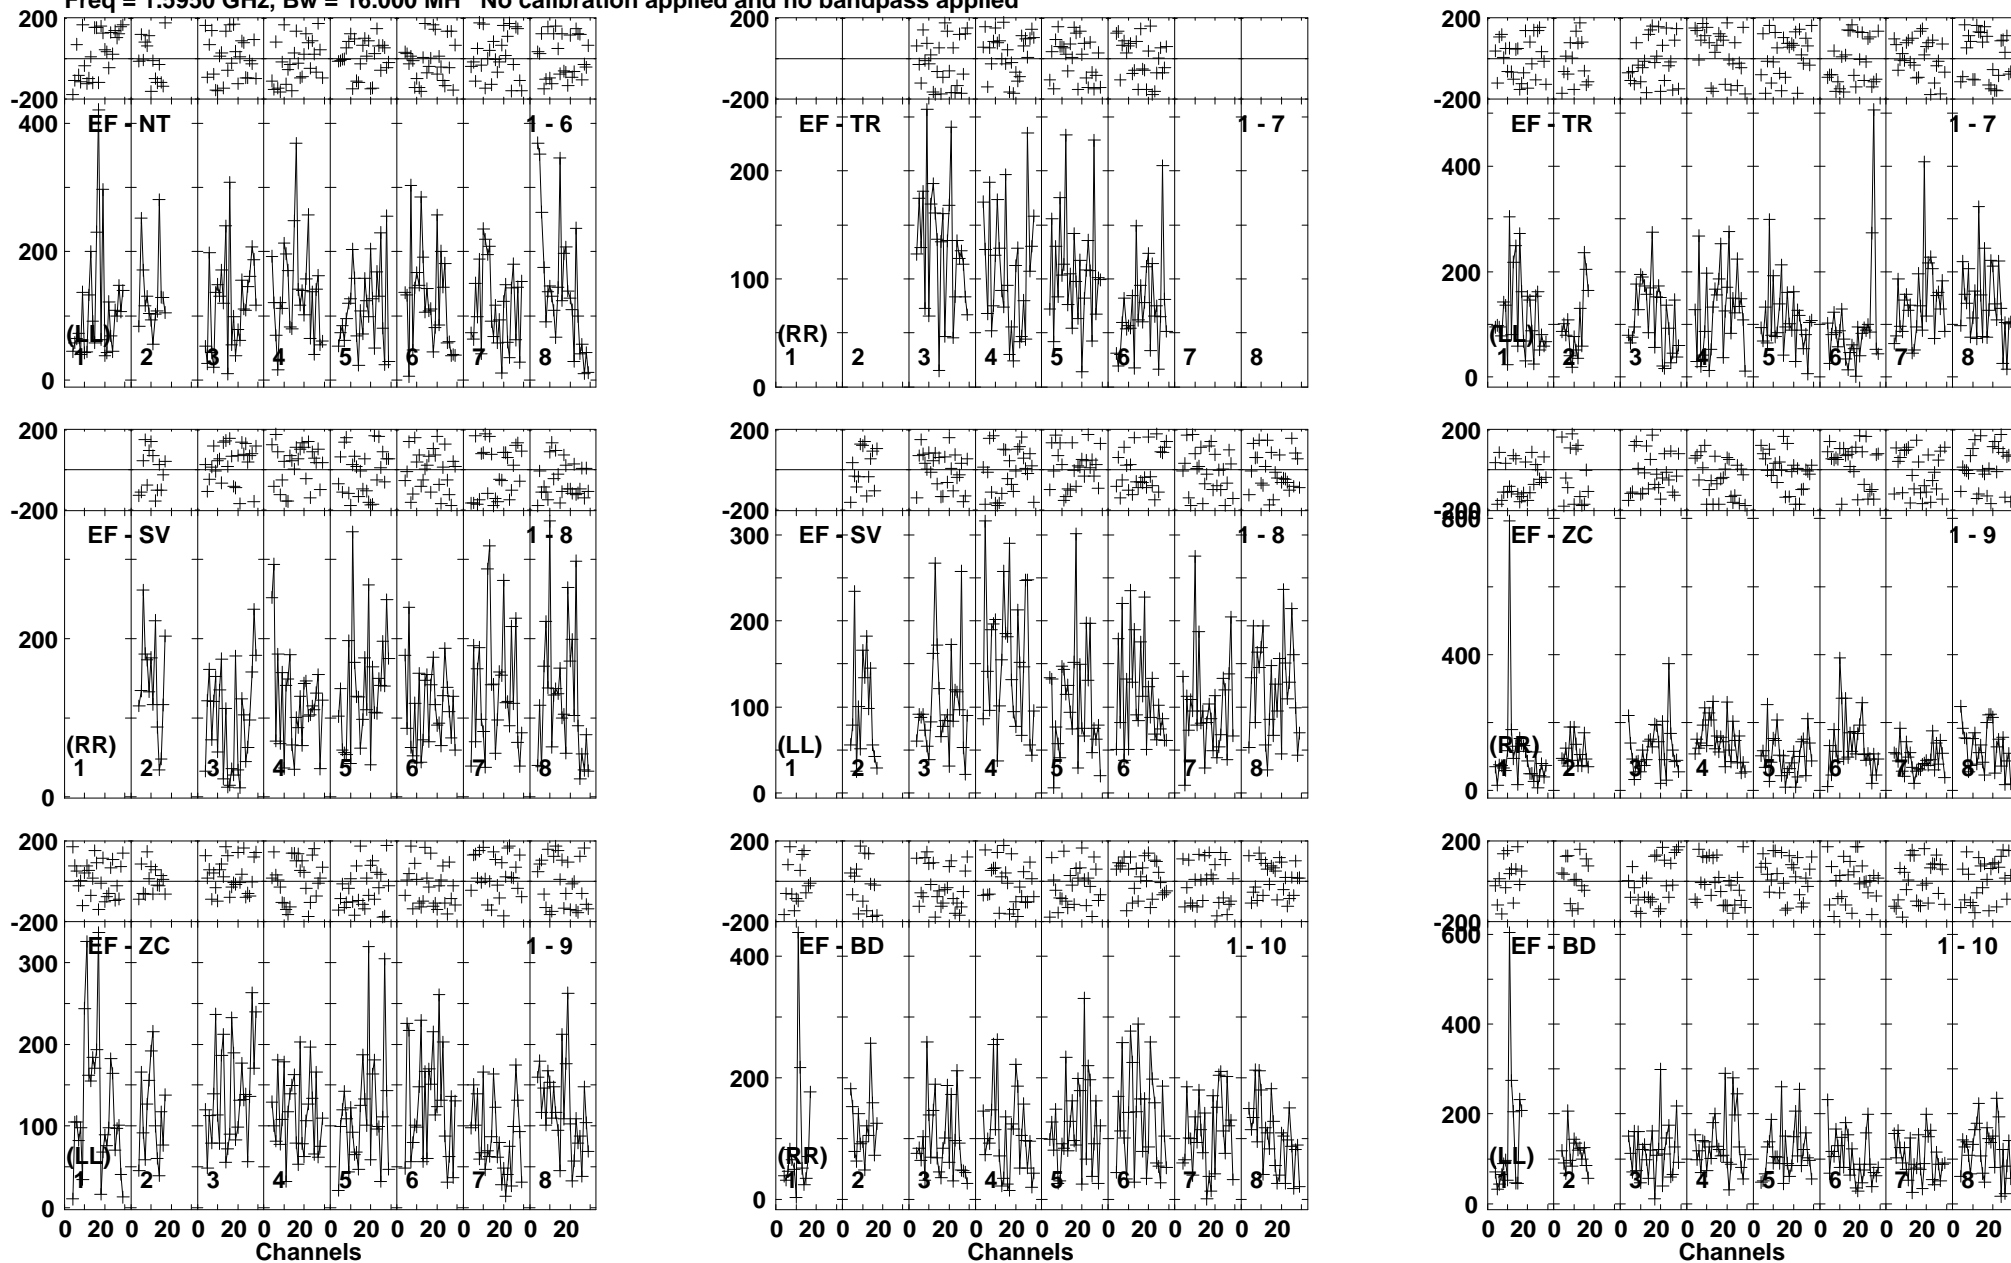 Freq = 1.5950 GHz, Bw = 16.000 MH No calibration applied and no bandpass applied
200 200 200
-200 -200 -200
EF - NT 1 - 6 EF - TR 1 - 7 EF - TR 1 - 7
400 200 400
200 100 200
0 0 0
(LL) (RR) (LL)
1 2 3 4 5 6 7 8 1 2 3 4 5 6 7 8 1 2 3 4 5 6 7 8
200 200 200
-200 -200 -200
800
EF - SV 1 - 8 EF - SV 1 - 8 EF - ZC 1 - 9
200 300 400
0 200 0
100
0
(RR) (LL) (RR)
1 2 3 4 5 6 7 8 1 2 3 4 5 6 7 8 1 2 3 4 5 6 7 8
200 200 200
-200 -200 -200
600
EF - ZC 1 - 9 EF - BD 1 - 10 EF - BD 1 - 10
300 400 400
200 200 200
100 0 0
0
(LL) (RR) (LL)
1 2 3 4 5 6 7 8 1 2 3 4 5 6 7 8 1 2 3 4 5 6 7 8
0 20 0 20 0 20 0 20 0 20 0 20 0 20 0 20 0 20 0 20 0 20 0 20 0 20 0 20 0 20 0 20 0 20 0 20 0 20 0 20 0 20 0 20 0 20 0 20
Channels Channels